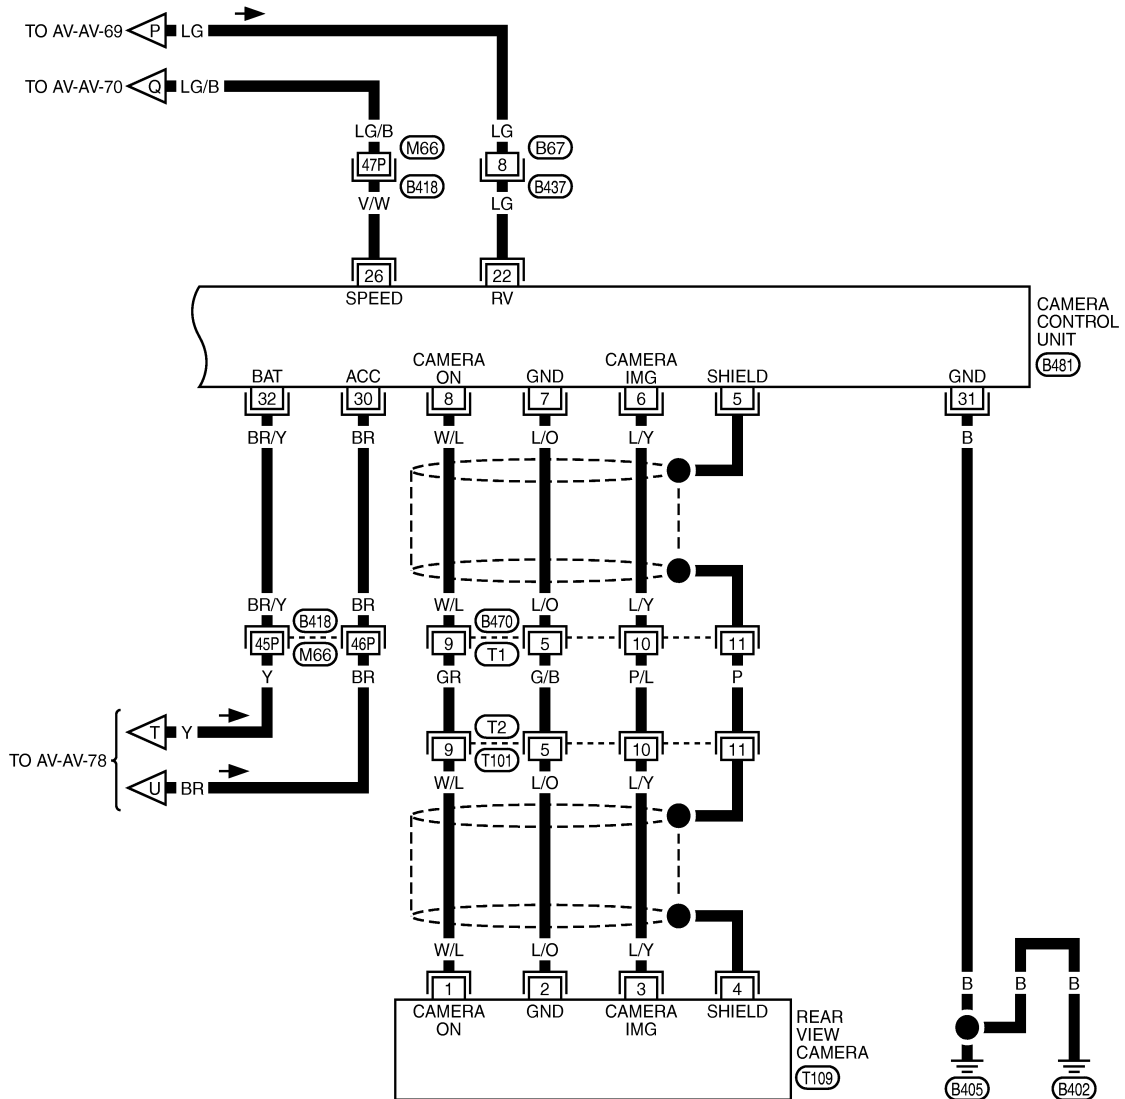 TO AV-AV-69 P LG
TO AV-AV-70 Q LG/B
LG/B LG
M66 B67
47P 8
B418 B437
V/W LG
26 22
SPEED RV
CAMERA
CONTROL
UNIT
B481
BAT ACC CAMERA
ON GND CAMERA
IMG SHIELD GND
32 30 8 7 6 5 31
BR/Y BR W/L L/O L/Y B
BR/Y BR W/L L/O L/Y
B418 B470
45P 46P 9 5 10 11
M66 T1
Y BR GR G/B P/L P
T2
T Y
9 5 10 11
T101
TO AV-AV-78
U BR
W/L L/O L/Y
W/L L/O L/Y
B B B
1 2 3 4
CAMERA
ON GND CAMERA
IMG SHIELD
REAR
VIEW
CAMERA
T109
B405 B402